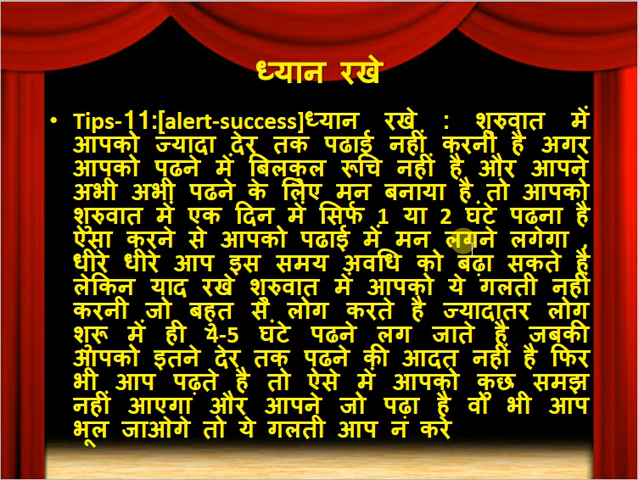 ध्यान रखे
• Tips-11:[alert-success]ध्यान रखे : शुरुवात में
आपको ज्यादा देर तक पढाई नहीं करनी है अगर
आपको पढने में बिलकुल रूचि नहीं है और आपने
अभी अभी पढने के लिए मन बनाया है तो आपको
शुरुवात में एक दिन में सिर्फ 1 या 2 घंटे पढना है
ऐसा करने से आपको पढाई में मन लगने लगेगा ,
धीरे धीरे आप इस समय अवधि को बढ़ा सकते है
लेकिन याद रखे शुरुवात में आपको ये गलती नहीं
करनी जो बहुत से लोग करते है ज्यादातर लोग
शुरू में ही 4-5 घंटे पढने लग जाते है जबकी
आपको इतने देर तक पढने की आदत नहीं है फिर
भी आप पढ़ते है तो ऐसे में आपको कुछ समझ
नहीं आएगा और आपने जो पढ़ा है वो भी आप
भूल जाओगे तो ये गलती आप न करे